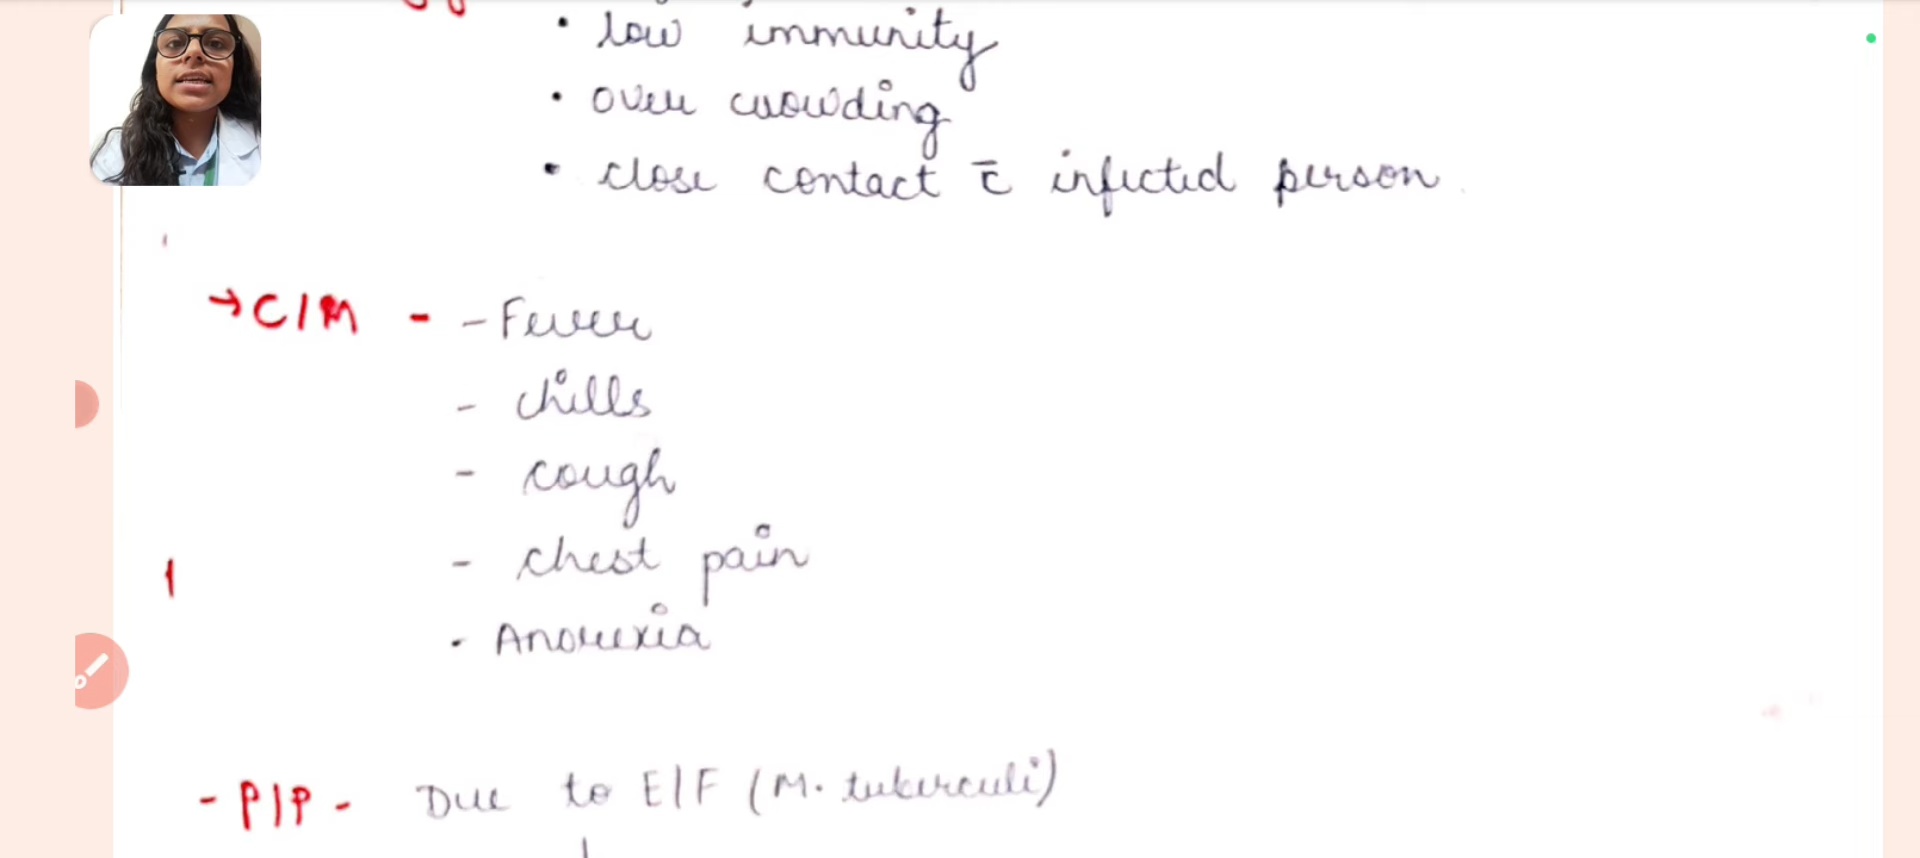 • low immunity
• over crowding
• close contact c̄ infected person
→ C/M - - Fever
- chills
- cough
- chest pain
- Anorexia
- P/P - Due to E/F (M. tuberculi)